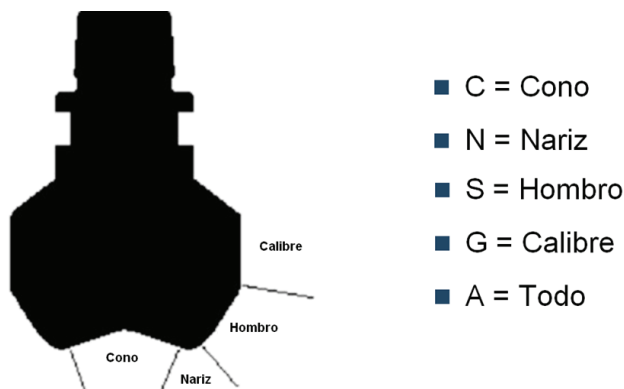 Calibre
Hombro
Cono
Nariz
C = Cono
N = Nariz
S = Hombro
G = Calibre
A = Todo